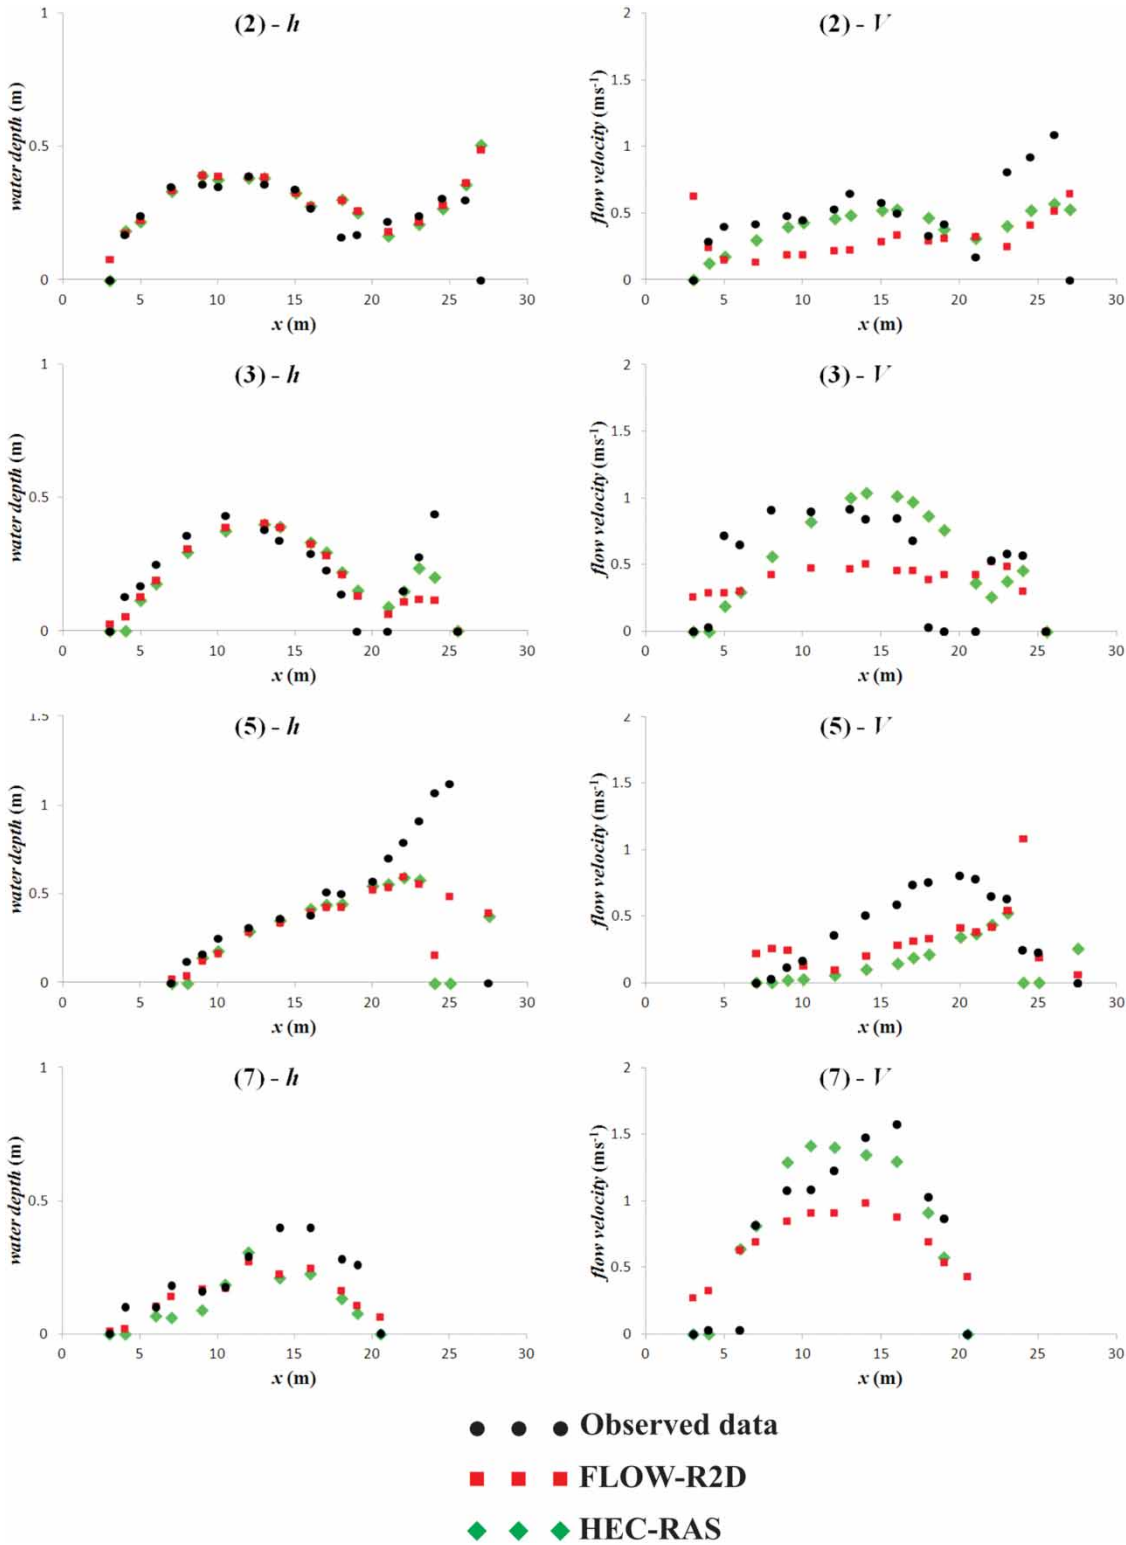 (2) - h
1
0.5
0
0 5 10 15 20 25 30
water depth (m)
x (m)
(2) - V
2
1.5
1
0.5
0
0 5 10 15 20 25 30
flow velocity (ms-1)
x (m)
(3) - h
1
0.5
0
0 5 10 15 20 25 30
water depth (m)
x (m)
(3) - V
2
1.5
1
0.5
0
0 5 10 15 20 25 30
flow velocity (ms-1)
x (m)
(5) - h
1.5
1
0.5
0
0 5 10 15 20 25 30
water depth (m)
x (m)
(5) - V
2
1.5
1
0.5
0
0 5 10 15 20 25 30
flow velocity (ms-1)
x (m)
(7) - h
1
0.5
0
0 5 10 15 20 25 30
water depth (m)
x (m)
(7) - V
2
1.5
1
0.5
0
0 5 10 15 20 25 30
flow velocity (ms-1)
x (m)
Observed data
FLOW-R2D
HEC-RAS